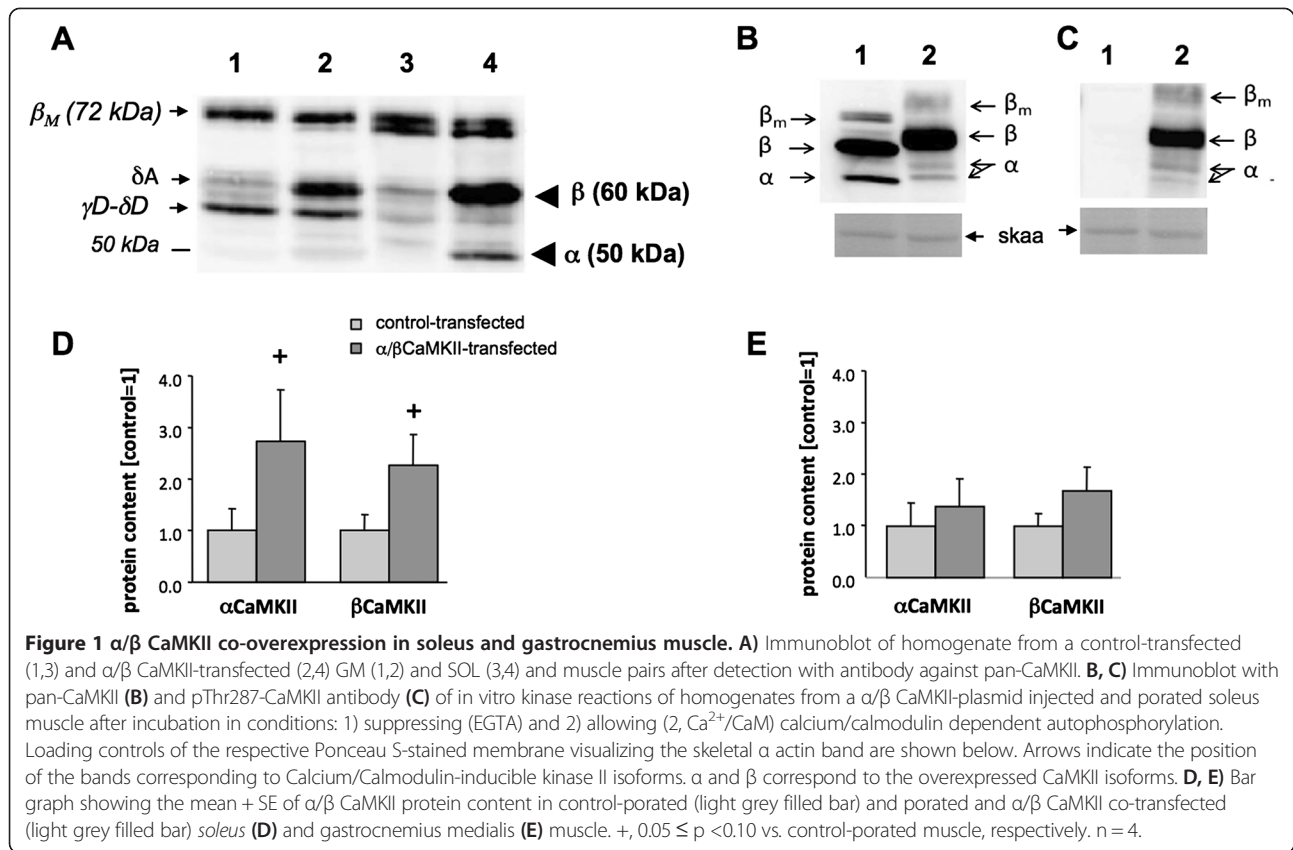 A
1 2 3 4
βM (72 kDa)
δA
γD-δD
50 kDa
β (60 kDa)
α (50 kDa)
B
1 2
βm
β
α
βm
β
α
skaa
C
1 2
βm
β
α
D
control-transfected
α/βCaMKII-transfected
protein content [control=1]
4.0
3.0
2.0
1.0
0.0
+
+
αCaMKII βCaMKII
E
protein content [control=1]
4.0
3.0
2.0
1.0
0.0
αCaMKII βCaMKII
Figure 1 α/β CaMKII co-overexpression in soleus and gastrocnemius muscle. A) Immunoblot of homogenate from a control-transfected
(1,3) and α/β CaMKII-transfected (2,4) GM (1,2) and SOL (3,4) and muscle pairs after detection with antibody against pan-CaMKII. B, C) Immunoblot with
pan-CaMKII (B) and pThr287-CaMKII antibody (C) of in vitro kinase reactions of homogenates from a α/β CaMKII-plasmid injected and porated soleus
muscle after incubation in conditions: 1) suppressing (EGTA) and 2) allowing (2, Ca2+/CaM) calcium/calmodulin dependent autophosphorylation.
Loading controls of the respective Ponceau S-stained membrane visualizing the skeletal α actin band are shown below. Arrows indicate the position
of the bands corresponding to Calcium/Calmodulin-inducible kinase II isoforms. α and β correspond to the overexpressed CaMKII isoforms. D, E) Bar
graph showing the mean + SE of α/β CaMKII protein content in control-porated (light grey filled bar) and porated and α/β CaMKII co-transfected
(light grey filled bar) soleus (D) and gastrocnemius medialis (E) muscle. +, 0.05 ≤ p <0.10 vs. control-porated muscle, respectively. n = 4.